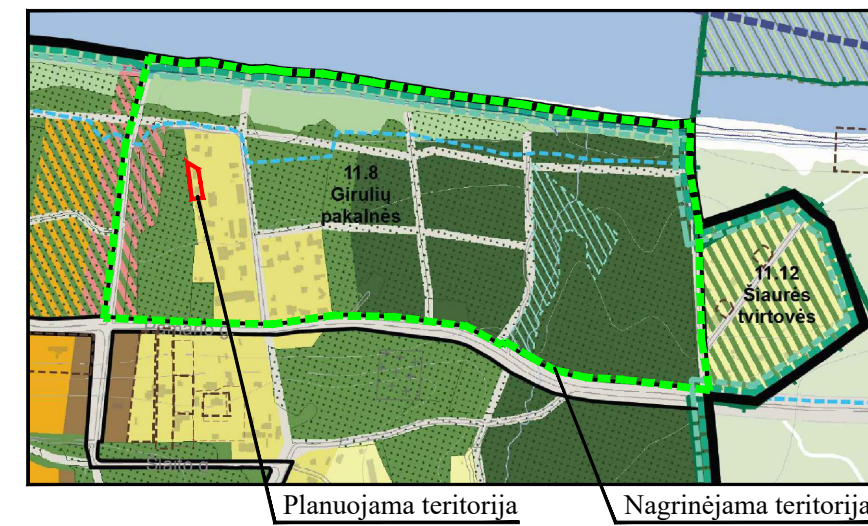 11.8
Girulių
pakalnės
11.12
Šiaurės
tvirtovės
Planuojama teritorija
Nagrinėjama teritorija